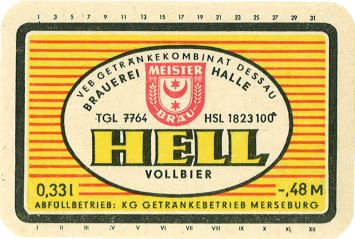 1 3 5 7 9 11 13 15 17 19 21 23 25 27 29 31
VEB GETRÄNKEKOMBINAT DESSAU
BRAUEREI HALLE
MEISTER
BRÄU
TGL 7764 HSL 1823100
HELL
VOLLBIER
0,33 l -,48 M
ABFÜLLBETRIEB: KG GETRÄNKEBETRIEB MERSEBURG
I II III IV V VI VII VIII IX X XI XII